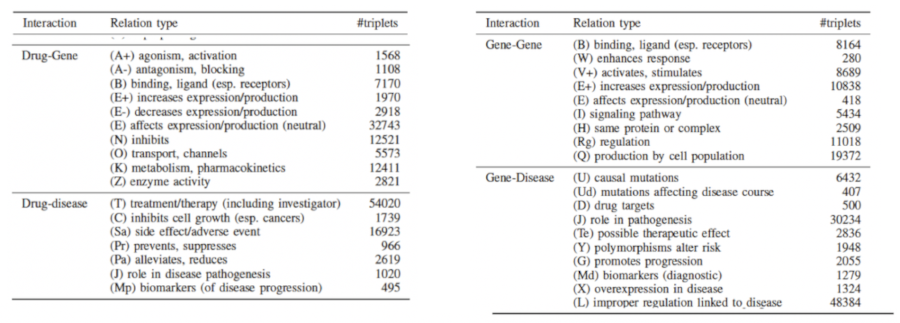 Interaction Relation type #triplets
Drug-Gene (A+) agonism, activation 1568
(A-) antagonism, blocking 1108
(B) binding, ligand (esp. receptors) 7170
(E+) increases expression/production 1970
(E-) decreases expression/production 2918
(E) affects expression/production (neutral) 32743
(N) inhibits 12521
(O) transport, channels 5573
(K) metabolism, pharmacokinetics 12411
(Z) enzyme activity 2821
Drug-disease (T) treatment/therapy (including investigator) 54020
(C) inhibits cell growth (esp. cancers) 1739
(Sa) side effect/adverse event 16923
(Pr) prevents, suppresses 966
(Pa) alleviates, reduces 2619
(J) role in disease pathogenesis 1020
(Mp) biomarkers (of disease progression) 495
Interaction Relation type #triplets
Gene-Gene (B) binding, ligand (esp. receptors) 8164
(W) enhances response 280
(V+) activates, stimulates 8689
(E+) increases expression/production 10838
(E) affects expression/production (neutral) 418
(I) signaling pathway 5434
(H) same protein or complex 2509
(Rg) regulation 11018
(Q) production by cell population 19372
Gene-Disease (U) causal mutations 6432
(Ud) mutations affecting disease course 407
(D) drug targets 500
(J) role in pathogenesis 30234
(Te) possible therapeutic effect 2836
(Y) polymorphisms alter risk 1948
(G) promotes progression 2055
(Md) biomarkers (diagnostic) 1279
(X) overexpression in disease 1324
(L) improper regulation linked to disease 48384